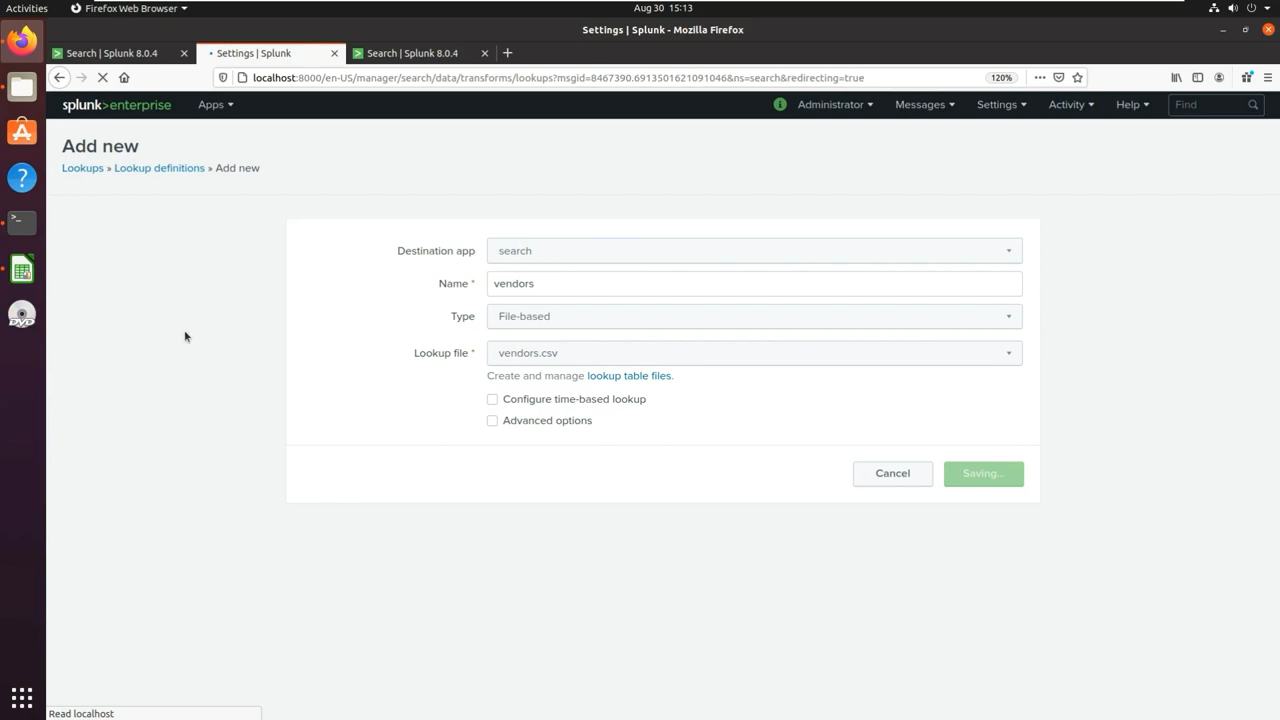 Activities
Firefox Web Browser
Aug 30 15:13
Settings | Splunk - Mozilla Firefox
Search | Splunk 8.0.4
Settings | Splunk
Search | Splunk 8.0.4
localhost:8000/en-US/manager/search/data/transforms/lookups?msgid=8467390.6913501621091046&ns=search&redirecting=true
120%
splunk>enterprise
Apps
Administrator
Messages
Settings
Activity
Help
Find
Add new
Lookups » Lookup definitions » Add new
Destination app
search
Name *
vendors
Type
File-based
Lookup file *
vendors.csv
Create and manage lookup table files.
Configure time-based lookup
Advanced options
Cancel
Saving...
DVD
Read localhost